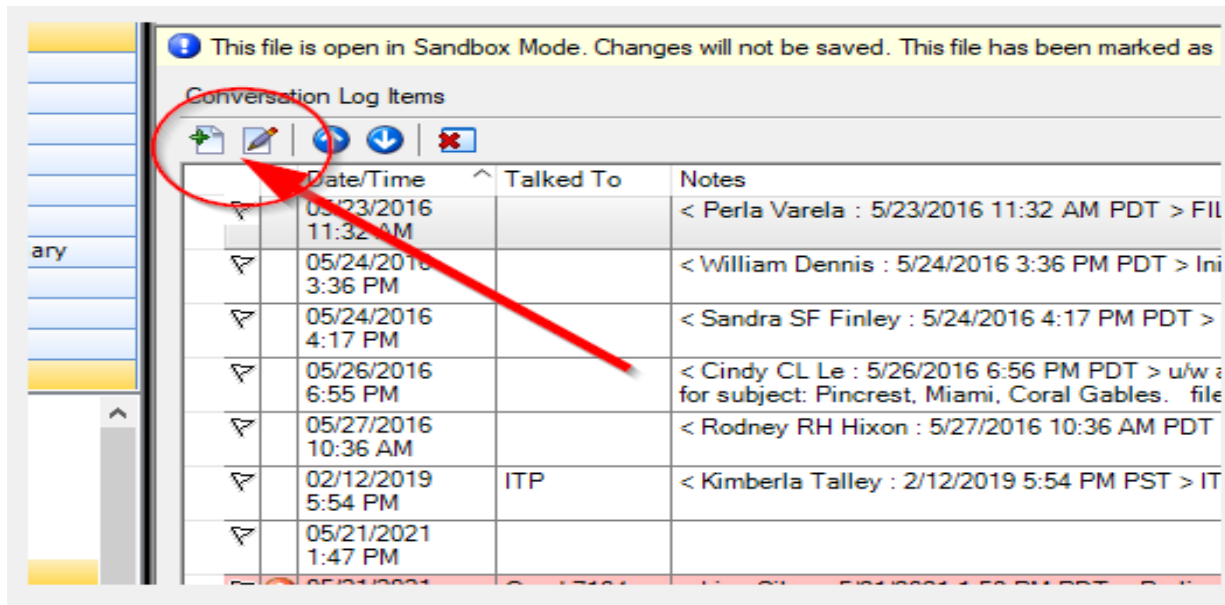 This file is open in Sandbox Mode. Changes will not be saved. This file has been marked as
Conversation Log Items
Date/Time Talked To Notes
05/23/2016 < Perla Varela : 5/23/2016 11:32 AM PDT > FIL
11:32 AM
ary
05/24/2016 < William Dennis : 5/24/2016 3:36 PM PDT > Ini
3:36 PM
05/24/2016 < Sandra SF Finley : 5/24/2016 4:17 PM PDT >
4:17 PM
05/26/2016 < Cindy CL Le : 5/26/2016 6:56 PM PDT > u/w a
6:55 PM for subject: Pincrest, Miami, Coral Gables. file
05/27/2016 < Rodney RH Hixon : 5/27/2016 10:36 AM PDT
10:36 AM
02/12/2019 ITP < Kimberla Talley : 2/12/2019 5:54 PM PST > IT
5:54 PM
05/21/2021
1:47 PM